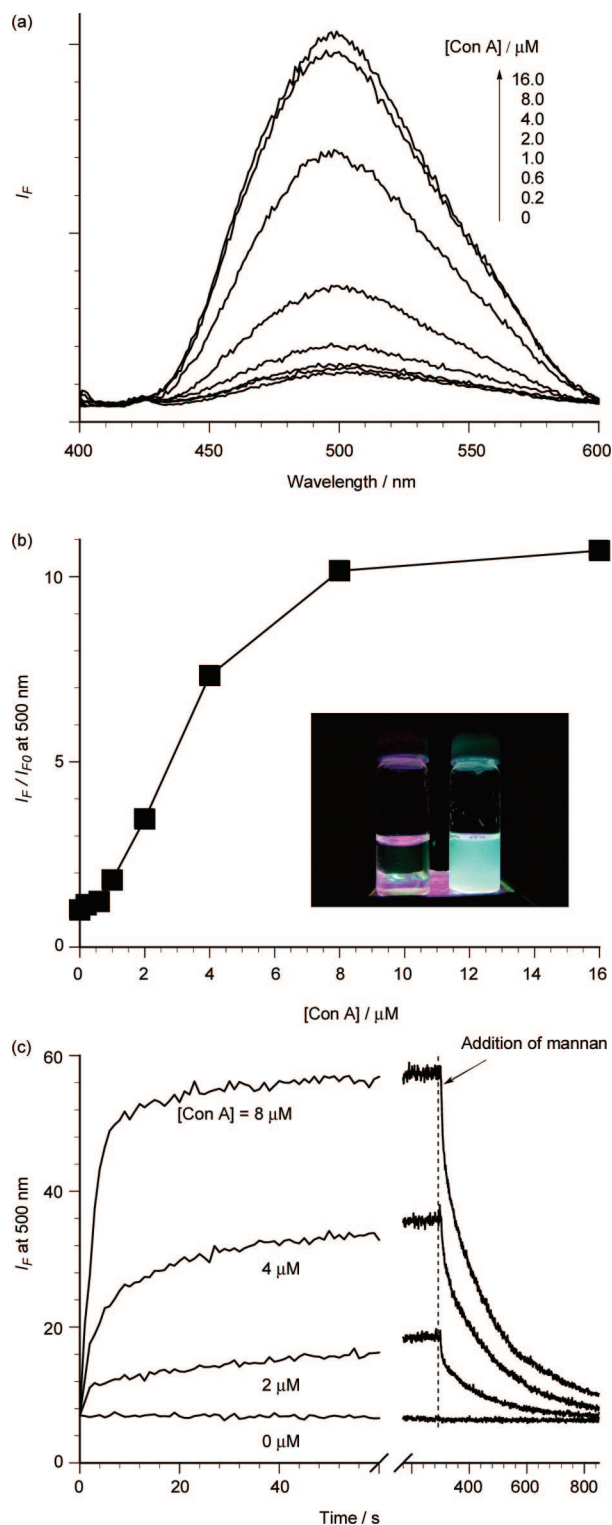 (a)
[Con A] / μM
16.0
8.0
4.0
2.0
1.0
0.6
0.2
0
I_F
400 450 500 550 600
Wavelength / nm
(b)
10
5
0
I_F / I_F0 at 500 nm
0 2 4 6 8 10 12 14 16
[Con A] / μM
(c)
Addition of mannan
60
40
20
0
I_F at 500 nm
[Con A] = 8 μM
4 μM
2 μM
0 μM
0 20 40 400 600 800
Time / s